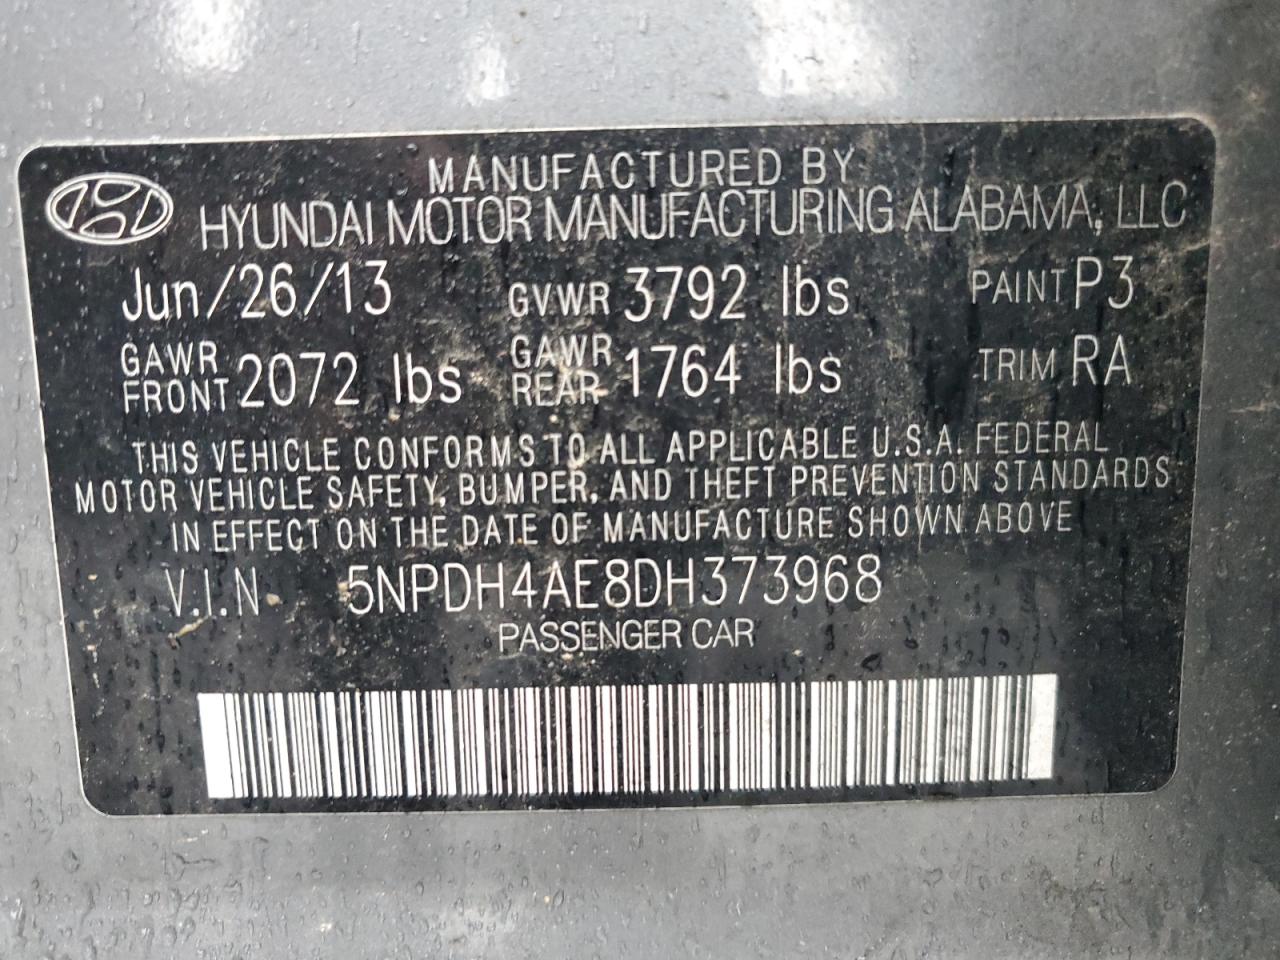 MANUFACTURED BY
HYUNDAI MOTOR MANUFACTURING ALABAMA, LLC
Jun/26/13 GVWR 3792 lbs PAINT P3
GAWR FRONT 2072 lbs GAWR REAR 1764 lbs TRIM RA
THIS VEHICLE CONFORMS TO ALL APPLICABLE U.S.A. FEDERAL
MOTOR VEHICLE SAFETY, BUMPER, AND THEFT PREVENTION STANDARDS
IN EFFECT ON THE DATE OF MANUFACTURE SHOWN ABOVE
V.I.N 5NPDH4AE8DH373968
PASSENGER CAR